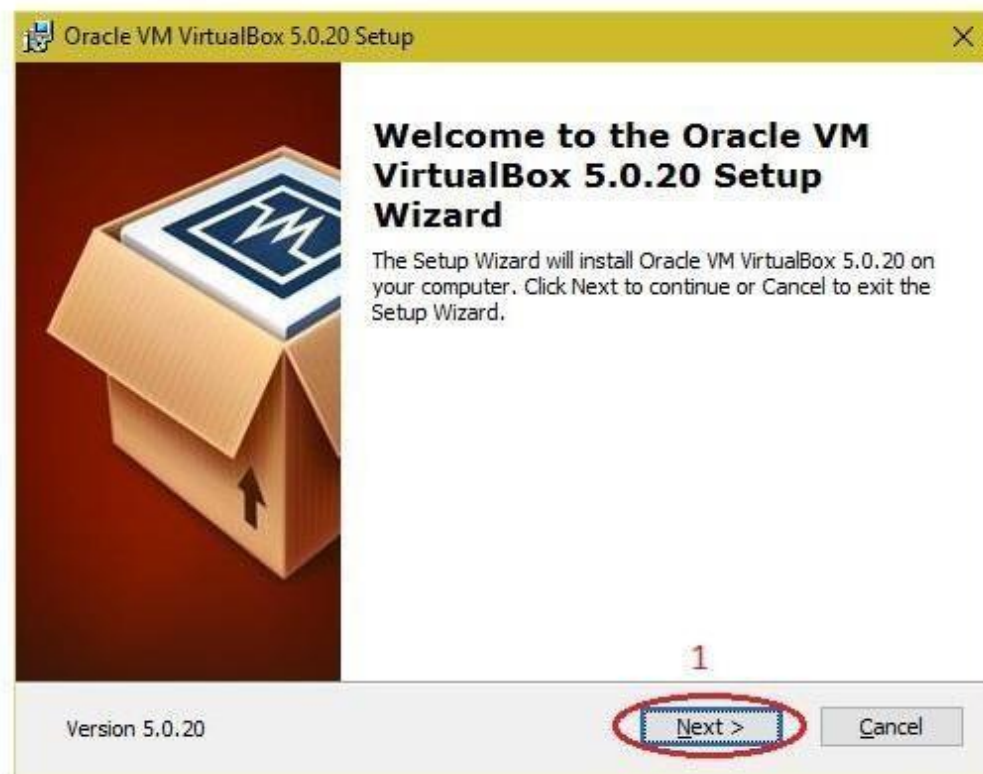 Oracle VM VirtualBox 5.0.20 Setup
Welcome to the Oracle VM
VirtualBox 5.0.20 Setup
Wizard
The Setup Wizard will install Oracle VM VirtualBox 5.0.20 on
your computer. Click Next to continue or Cancel to exit the
Setup Wizard.
1
Version 5.0.20
Next >
Cancel